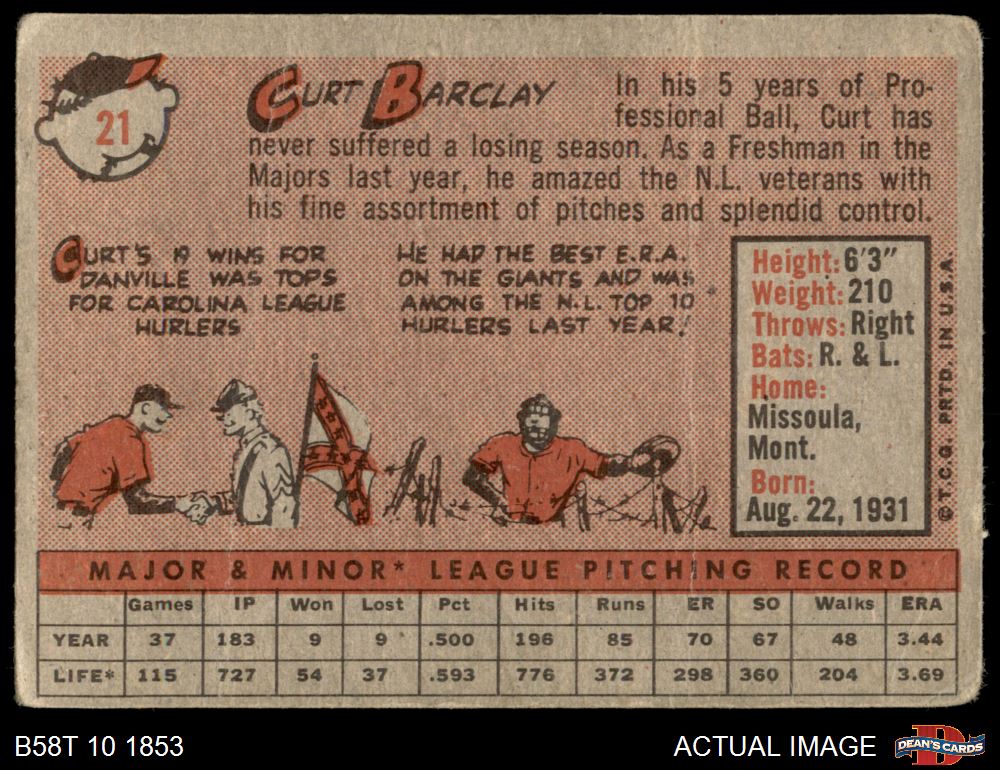 21
CURT BARCLAY
In his 5 years of Pro-
fessional Ball, Curt has
never suffered a losing season. As a Freshman in the
Majors last year, he amazed the N.L. veterans with
his fine assortment of pitches and splendid control.
CURT'S 19 WINS FOR
DANVILLE WAS TOPS
FOR CAROLINA LEAGUE
HURLERS
HE HAD THE BEST E.R.A.
ON THE GIANTS AND WAS
AMONG THE N.L. TOP 10
HURLERS LAST YEAR!
Height: 6'3"
Weight: 210
Throws: Right
Bats: R. & L.
Home:
Missoula,
Mont.
Born:
Aug. 22, 1931
© T.C.G. PRTD. IN U.S.A.
MAJOR & MINOR* LEAGUE PITCHING RECORD
Games IP Won Lost Pct Hits Runs ER SO Walks ERA
YEAR 37 183 9 9 .500 196 85 70 67 48 3.44
LIFE* 115 727 54 37 .593 776 372 298 360 204 3.69
B58T 10 1853
ACTUAL IMAGE
D
DEAN'S CARDS